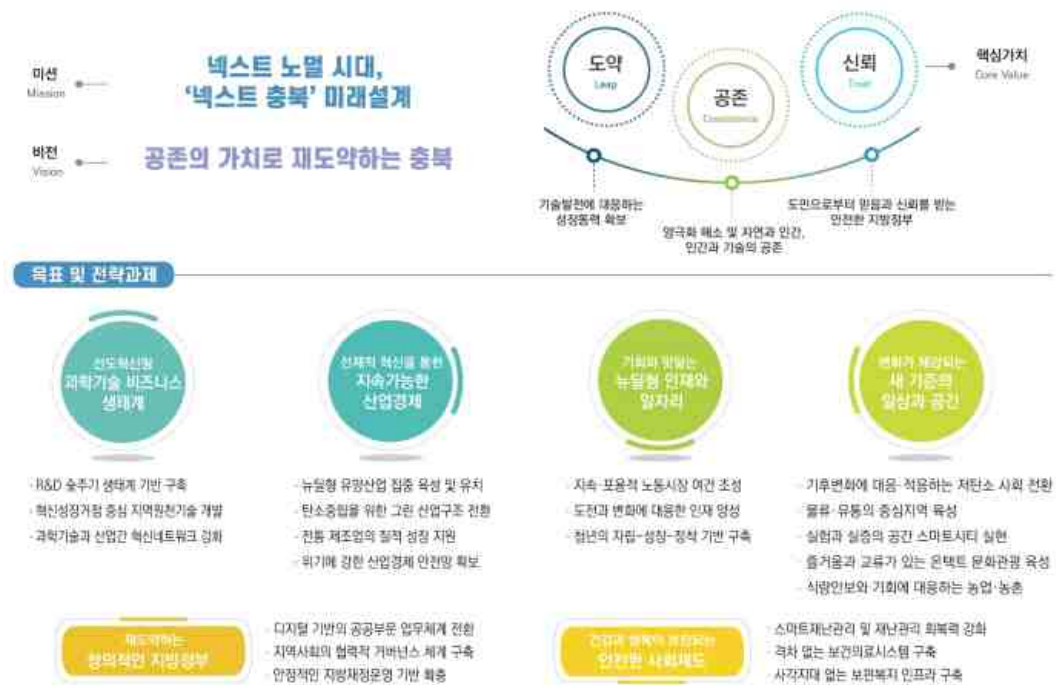 미션
Mission
넥스트 노멀 시대,
‘넥스트 충북’ 미래설계
비전
Vision
공존의 가치로 재도약하는 충북
도약
Leap
공존
Coexistence
신뢰
Trust
핵심가치
Core Value
기술발전에 대응하는
성장동력 확보
양극화 해소 및 자연과 인간,
인간과 기술의 공존
도민으로부터 믿음과 신뢰를 받는
안전한 지방정부
목표 및 전략과제
선도혁신형
과학기술 비즈니스
생태계
· R&D 全주기 생태계 기반 구축
· 혁신성장거점 중심 지역원천기술 개발
· 과학기술과 산업간 혁신네트워크 강화
선제적 혁신을 통한
지속가능한
산업경제
· 뉴딜형 유망산업 집중 육성 및 유치
· 탄소중립을 위한 그린 산업구조 전환
· 전통 제조업의 질적 성장 지원
· 위기에 강한 산업경제 안전망 확보
기회와 맞닿는
뉴딜형 인재와
일자리
· 지속·포용적 노동시장 여건 조성
· 도전과 변화에 대응한 인재 양성
· 청년의 자립-성장-정착 기반 구축
변화가 체감되는
새 기준의
일상과 공간
· 기후변화에 대응·적응하는 저탄소 사회 전환
· 물류·유통의 중심지역 육성
· 실험과 실증의 공간 스마트시티 실현
· 즐거움과 교류가 있는 온택트 문화관광 육성
· 식량안보와 기회에 대응하는 농업·농촌
재도약하는
창의적인 지방정부
· 디지털 기반의 공공부문 업무체계 전환
· 지역사회의 협력적 거버넌스 체계 구축
· 안정적인 지방재정운영 기반 확충
건강과 행복이 보장되는
안전한 사회제도
· 스마트재난관리 및 재난관리 회복력 강화
· 격차 없는 보건의료시스템 구축
· 사각지대 없는 보편복지 인프라 구축